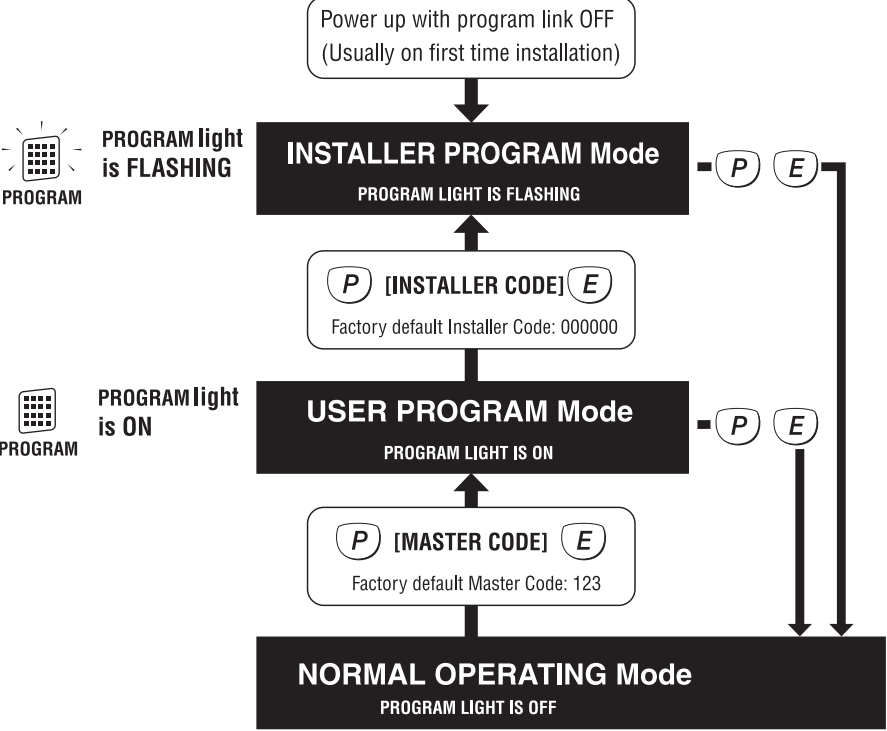 Power up with program link OFF
(Usually on first time installation)
PROGRAM light
is FLASHING
PROGRAM
INSTALLER PROGRAM Mode
PROGRAM LIGHT IS FLASHING
P E
P [INSTALLER CODE] E
Factory default Installer Code: 000000
PROGRAM light
is ON
PROGRAM
USER PROGRAM Mode
PROGRAM LIGHT IS ON
P E
P [MASTER CODE] E
Factory default Master Code: 123
NORMAL OPERATING Mode
PROGRAM LIGHT IS OFF